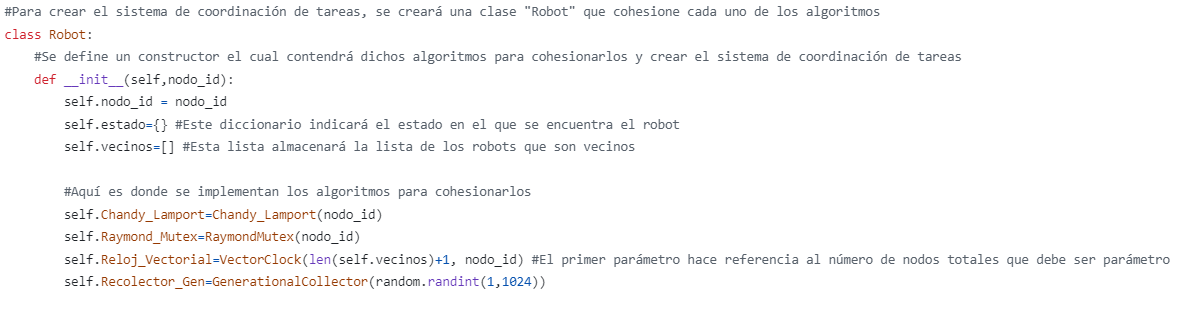 #Para crear el sistema de coordinación de tareas, se creará una clase "Robot" que cohesione cada uno de los algoritmos
class Robot:
    #Se define un constructor el cual contendrá dichos algoritmos para cohesionarlos y crear el sistema de coordinación de tareas
    def __init__(self,nodo_id):
        self.nodo_id = nodo_id
        self.estado={} #Este diccionario indicará el estado en el que se encuentra el robot
        self.vecinos=[] #Esta lista almacenará la lista de los robots que son vecinos

        #Aquí es donde se implementan los algoritmos para cohesionarlos
        self.Chandy_Lamport=Chandy_Lamport(nodo_id)
        self.Raymond_Mutex=RaymondMutex(nodo_id)
        self.Reloj_Vectorial=VectorClock(len(self.vecinos)+1, nodo_id) #El primer parámetro hace referencia al número de nodos totales que debe ser parámetro
        self.Recolector_Gen=GenerationalCollector(random.randint(1,1024))